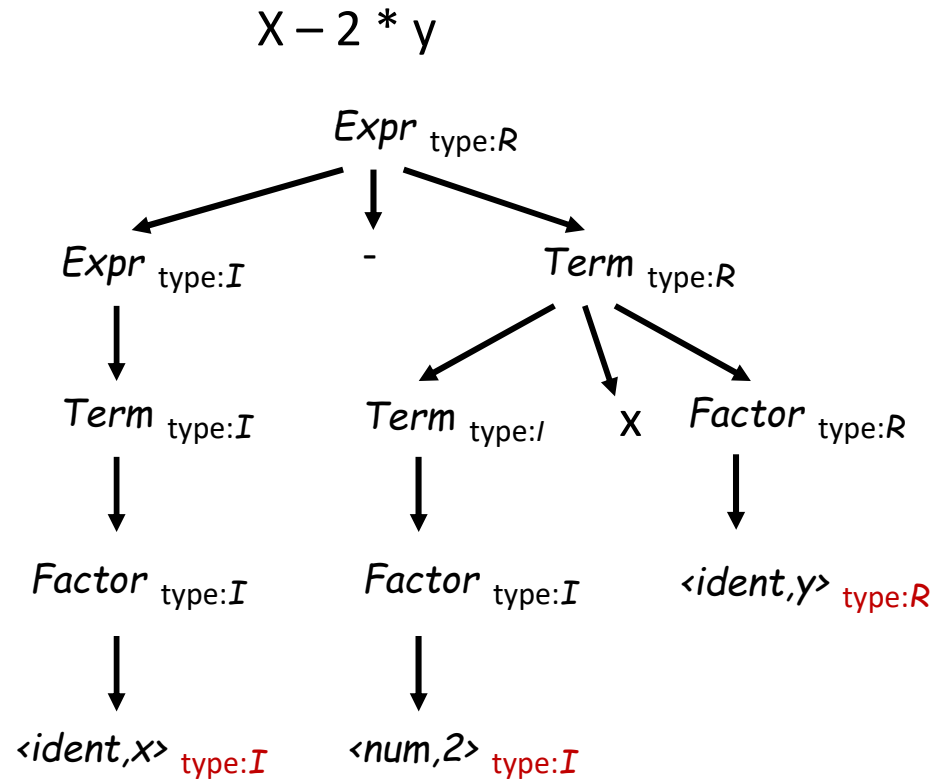 X – 2 * y
Expr type:R
Expr type:I - Term type:R
Term type:I Term type:I x Factor type:R
Factor type:I Factor type:I <ident,y> type:R
<ident,x> type:I <num,2> type:I